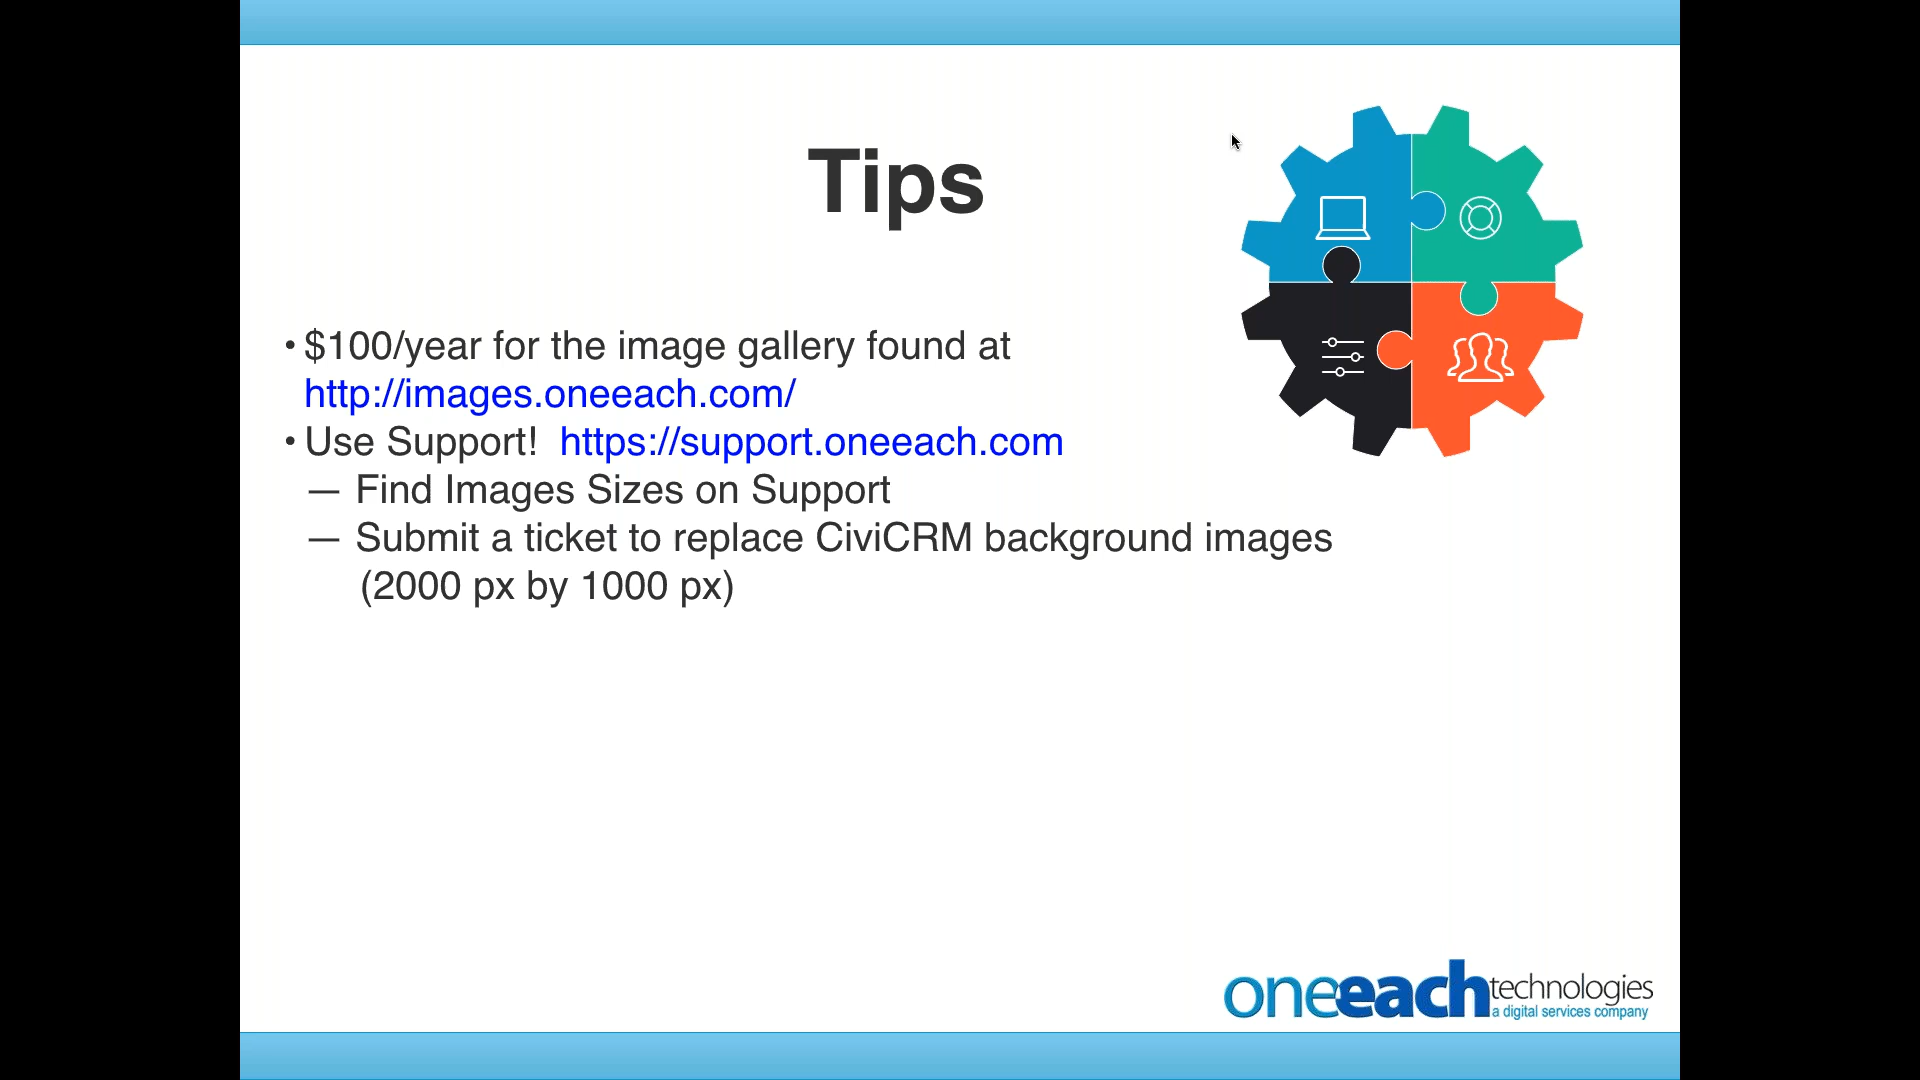 Tips
• $100/year for the image gallery found at
http://images.oneeach.com/
• Use Support! https://support.oneeach.com
— Find Images Sizes on Support
— Submit a ticket to replace CiviCRM background images
(2000 px by 1000 px)
oneeach technologies
a digital services company